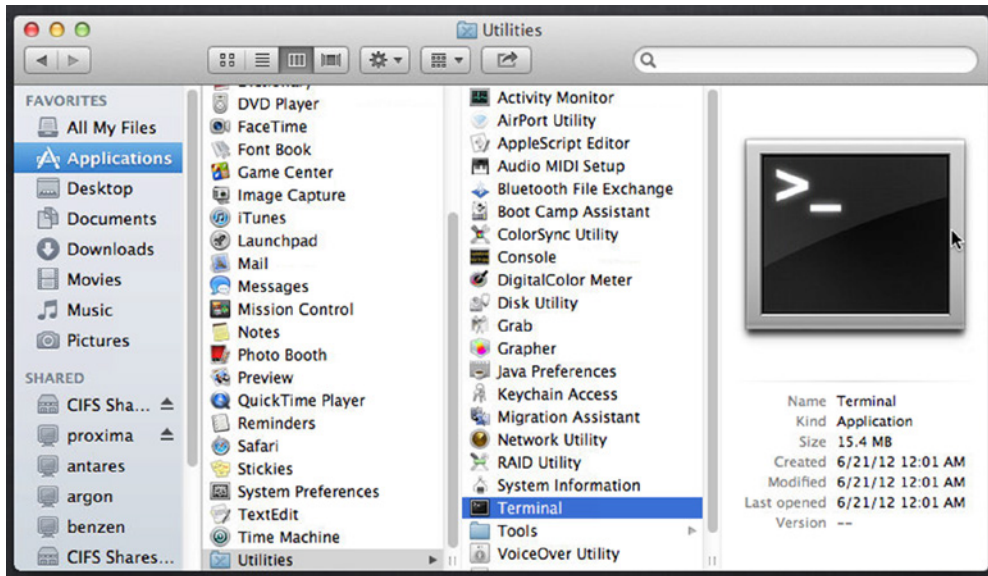 Utilities
FAVORITES
All My Files
Applications
Desktop
Documents
Downloads
Movies
Music
Pictures
SHARED
CIFS Sha...
proxima
antares
argon
benzen
CIFS Shares...
DVD Player
FaceTime
Font Book
Game Center
Image Capture
iTunes
Launchpad
Mail
Messages
Mission Control
Notes
Photo Booth
Preview
QuickTime Player
Reminders
Safari
Stickies
System Preferences
TextEdit
Time Machine
Utilities
Activity Monitor
AirPort Utility
AppleScript Editor
Audio MIDI Setup
Bluetooth File Exchange
Boot Camp Assistant
ColorSync Utility
Console
DigitalColor Meter
Disk Utility
Grab
Grapher
Java Preferences
Keychain Access
Migration Assistant
Network Utility
RAID Utility
System Information
Terminal
Tools
VoiceOver Utility
>_
Name Terminal
Kind Application
Size 15.4 MB
Created 6/21/12 12:01 AM
Modified 6/21/12 12:01 AM
Last opened 6/21/12 12:01 AM
Version --